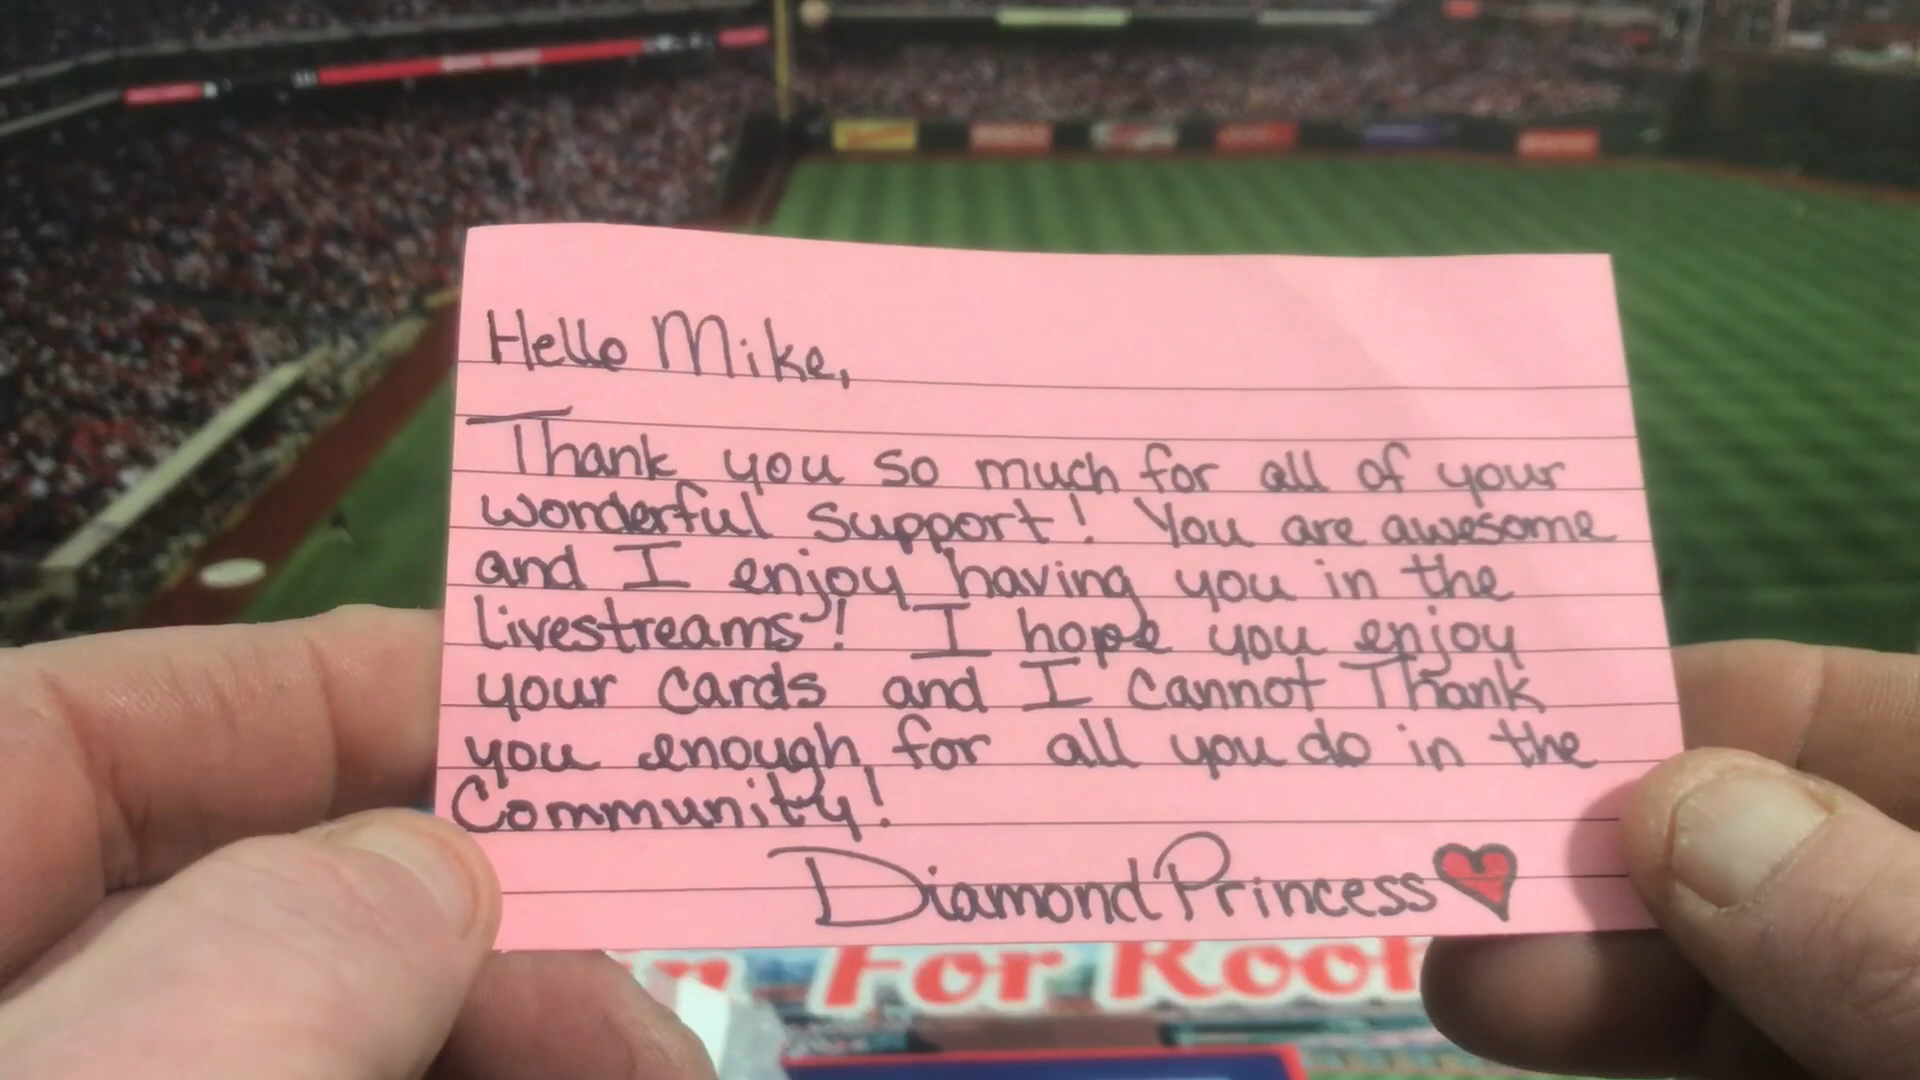 Hello Mike,
Thank you so much for all of your
wonderful support! You are awesome
and I enjoy having you in the
livestreams! I hope you enjoy
your cards and I cannot Thank
you enough for all you do in the
Community!
Diamond Princess
For